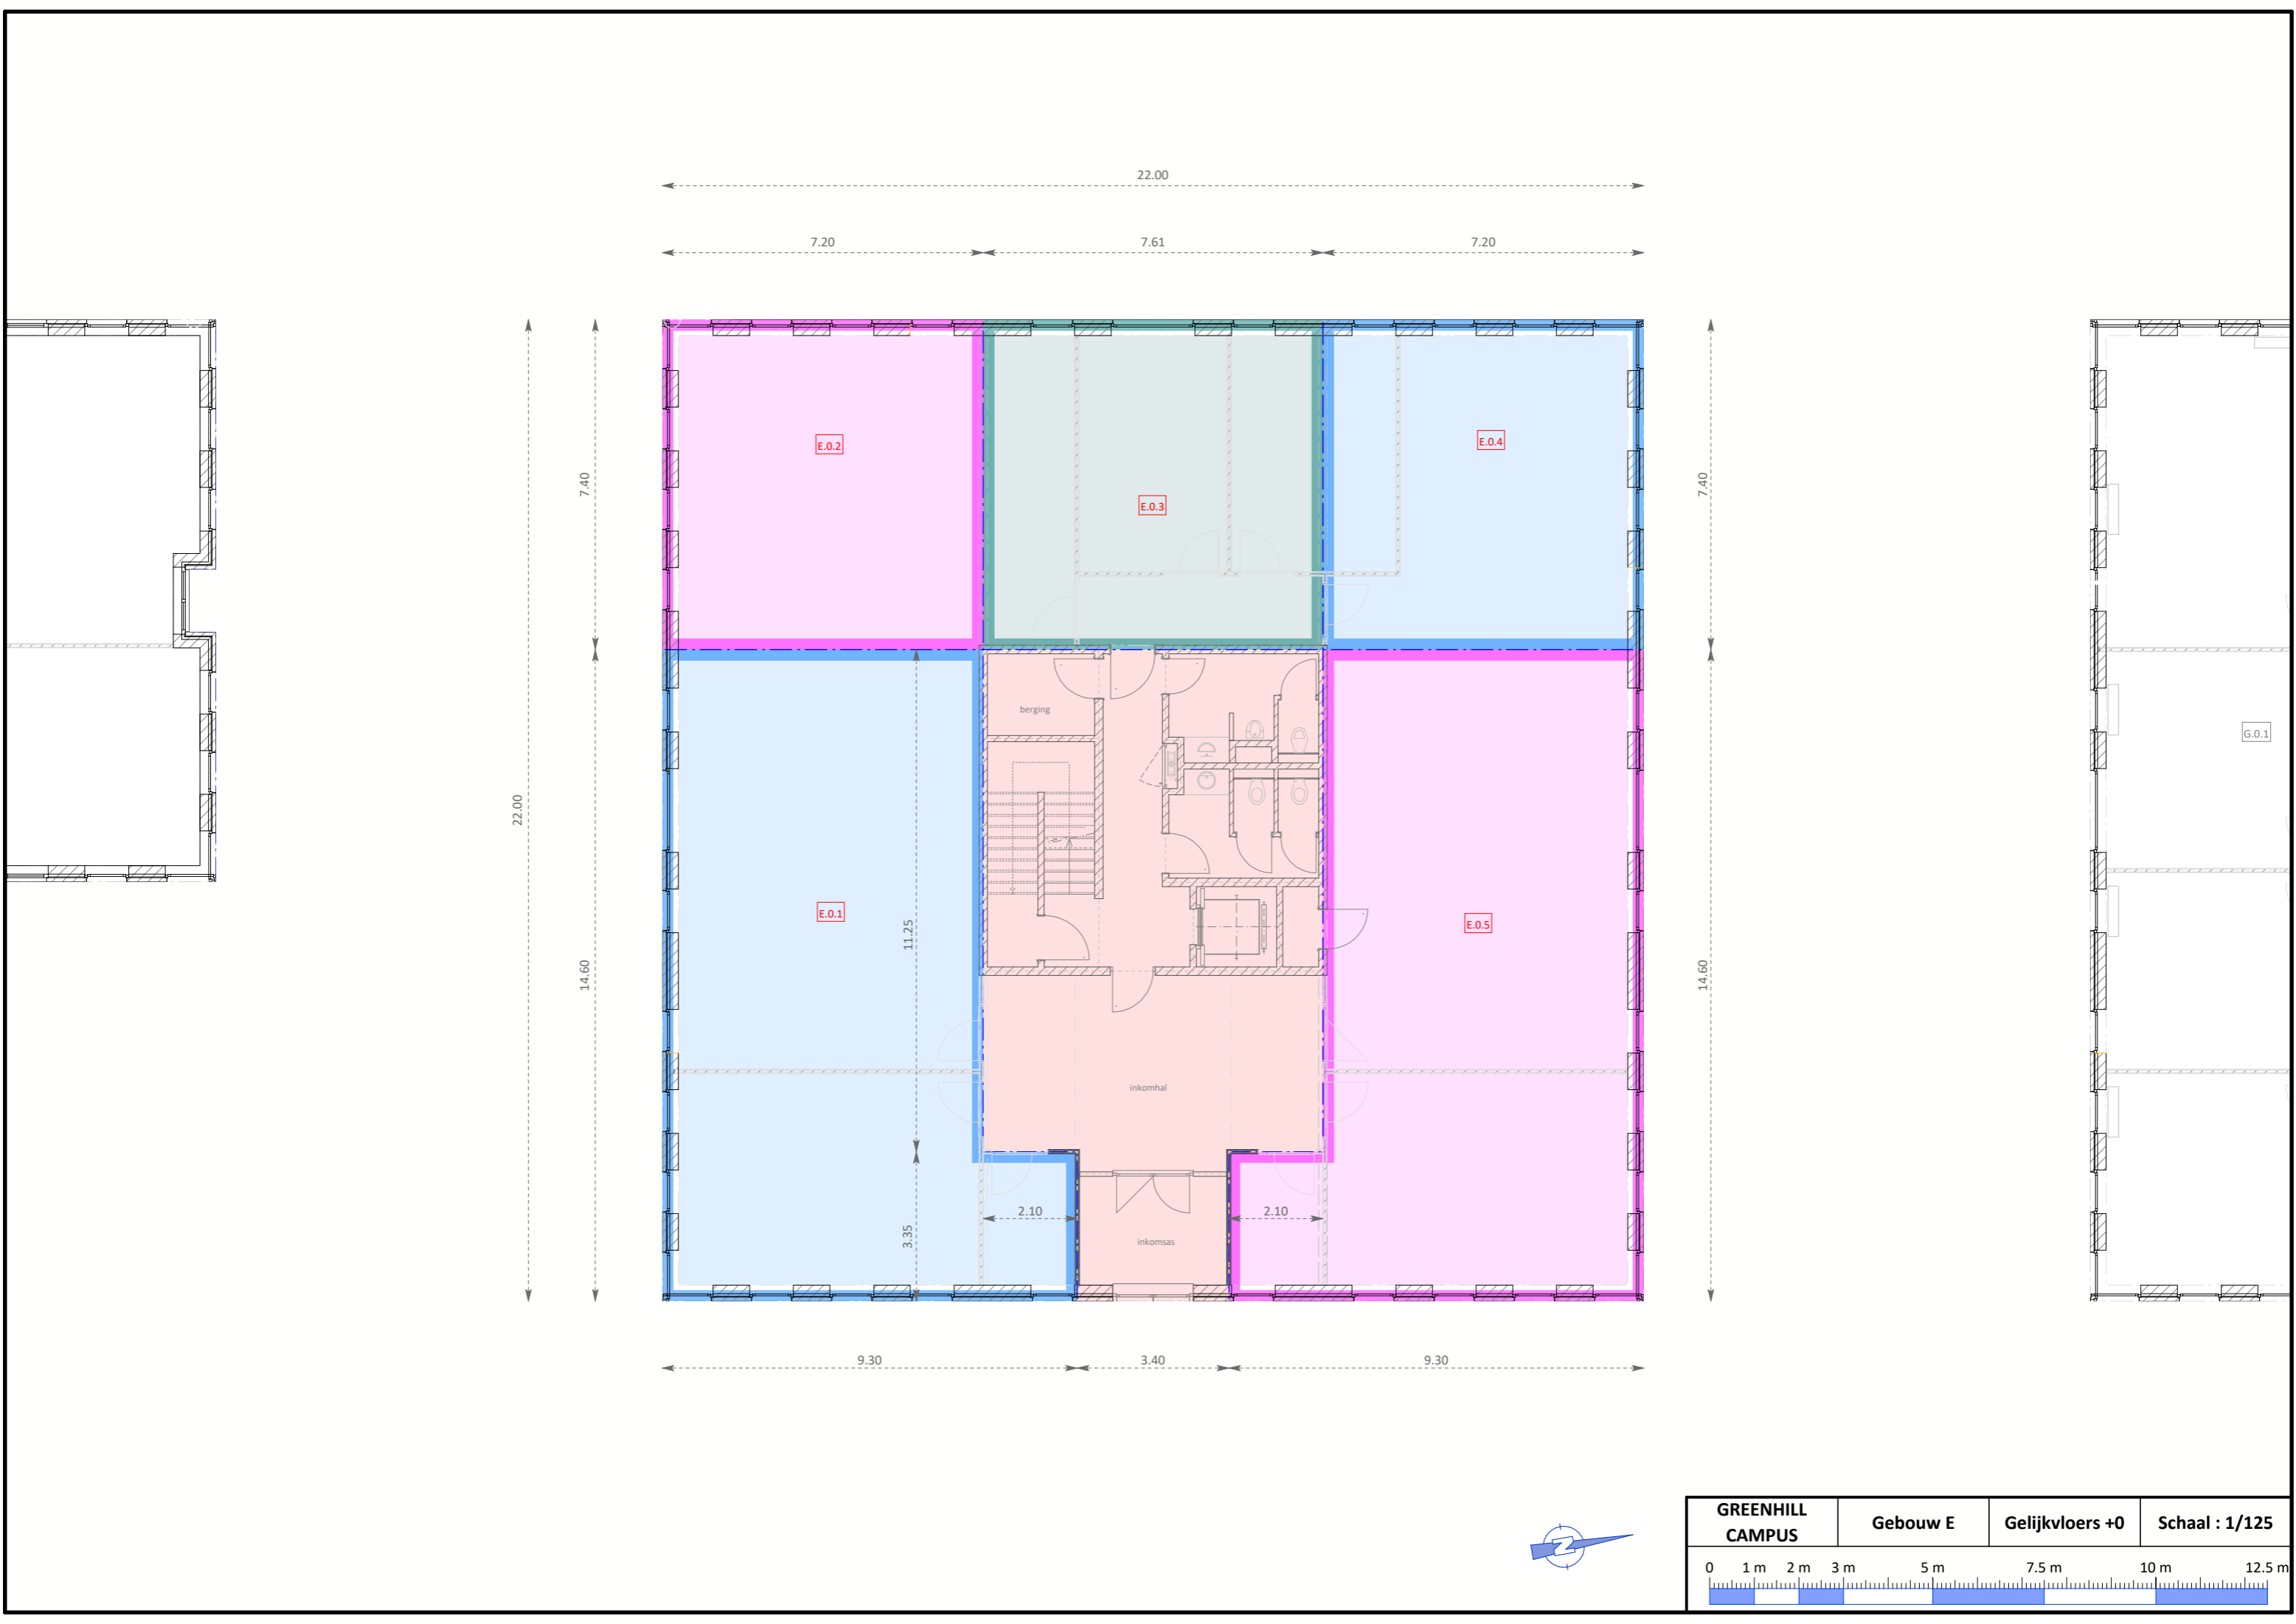 22.00
7.20 7.61 7.20
E.0.2
E.0.4
E.0.3
7.40
7.40
berging
G.0.1
22.00
E.0.1
E.0.5
11.25
14.60
14.60
inkomhal
2.10
2.10
3.35
inkomsas
9.30 3.40 9.30
GREENHILL
CAMPUS
Gebouw E
Gelijkvloers +0
Schaal : 1/125
0 1 m 2 m 3 m 5 m 7.5 m 10 m 12.5 m